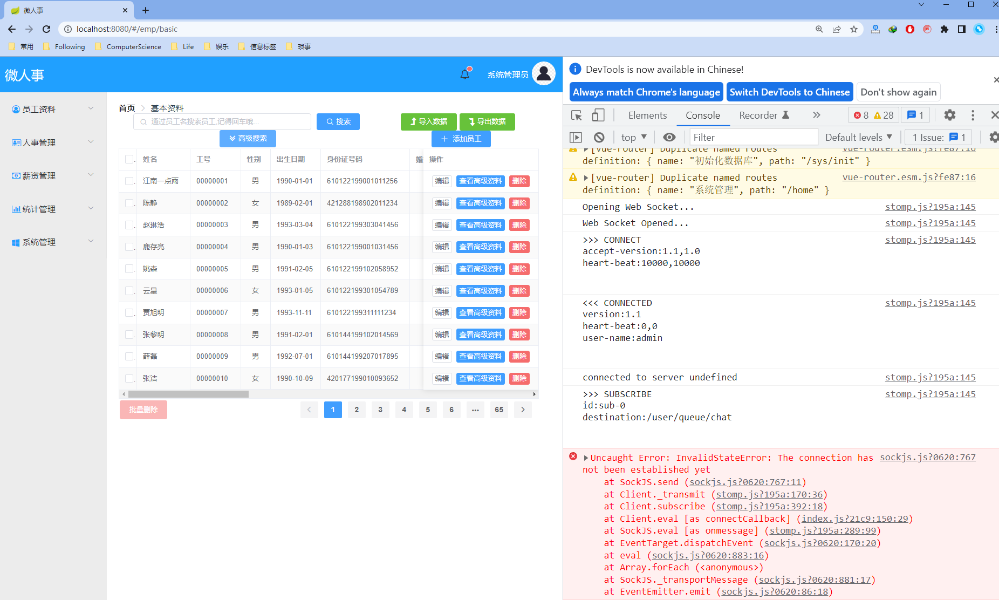 微人事
localhost:8080/#/emp/basic
常用 Following ComputerScience Life 娱乐 信息标签 琐事
微人事
系统管理员
员工资料
人事管理
薪资管理
统计管理
系统管理
首页 基本资料
通过员工名搜索员工,记得回车哦... 搜索 导入数据 导出数据
高级搜索 添加员工
姓名 工号 性别 出生日期 身份证号码 婚 操作
江南一点雨 00000001 男 1990-01-01 610122199001011256 编辑 查看高级资料 删除
陈静 00000002 女 1989-02-01 421288198902011234 编辑 查看高级资料 删除
赵琳浩 00000003 男 1993-03-04 610122199303041456 编辑 查看高级资料 删除
鹿存亮 00000004 男 1990-01-03 610122199001031456 编辑 查看高级资料 删除
姚森 00000005 男 1991-02-05 610122199102058952 编辑 查看高级资料 删除
云星 00000006 女 1993-01-05 610122199301054789 编辑 查看高级资料 删除
贾旭明 00000007 男 1993-11-11 610122199311111234 编辑 查看高级资料 删除
张黎明 00000008 男 1991-02-01 610144199102014569 编辑 查看高级资料 删除
薛磊 00000009 男 1992-07-01 610144199207017895 编辑 查看高级资料 删除
张洁 00000010 女 1990-10-09 420177199010093652 编辑 查看高级资料 删除
批量删除 1 2 3 4 5 6 ••• 65
DevTools is now available in Chinese!
Always match Chrome's language Switch DevTools to Chinese Don't show again
Elements Console Recorder 8 28 1
top Filter Default levels 1 Issue: 1
[vue-router] Duplicate named routes vue-router.esm.js?fe87:16
definition: { name: "初始化数据库", path: "/sys/init" }
[vue-router] Duplicate named routes vue-router.esm.js?fe87:16
definition: { name: "系统管理", path: "/home" }
Opening Web Socket... stomp.js?195a:145
Web Socket Opened... stomp.js?195a:145
>>> CONNECT stomp.js?195a:145
accept-version:1.1,1.0
heart-beat:10000,10000
<<< CONNECTED stomp.js?195a:145
version:1.1
heart-beat:0,0
user-name:admin
connected to server undefined stomp.js?195a:145
>>> SUBSCRIBE stomp.js?195a:145
id:sub-0
destination:/user/queue/chat
Uncaught Error: InvalidStateError: The connection has sockjs.js?0620:767
not been established yet
at SockJS.send (sockjs.js?0620:767:11)
at Client._transmit (stomp.js?195a:170:36)
at Client.subscribe (stomp.js?195a:392:18)
at Client.eval [as connectCallback] (index.js?21c9:150:29)
at SockJS.eval [as onmessage] (stomp.js?195a:289:99)
at EventTarget.dispatchEvent (sockjs.js?0620:170:20)
at eval (sockjs.js?0620:883:16)
at Array.forEach (<anonymous>)
at SockJS._transportMessage (sockjs.js?0620:881:17)
at EventEmitter.emit (sockjs.js?0620:86:18)